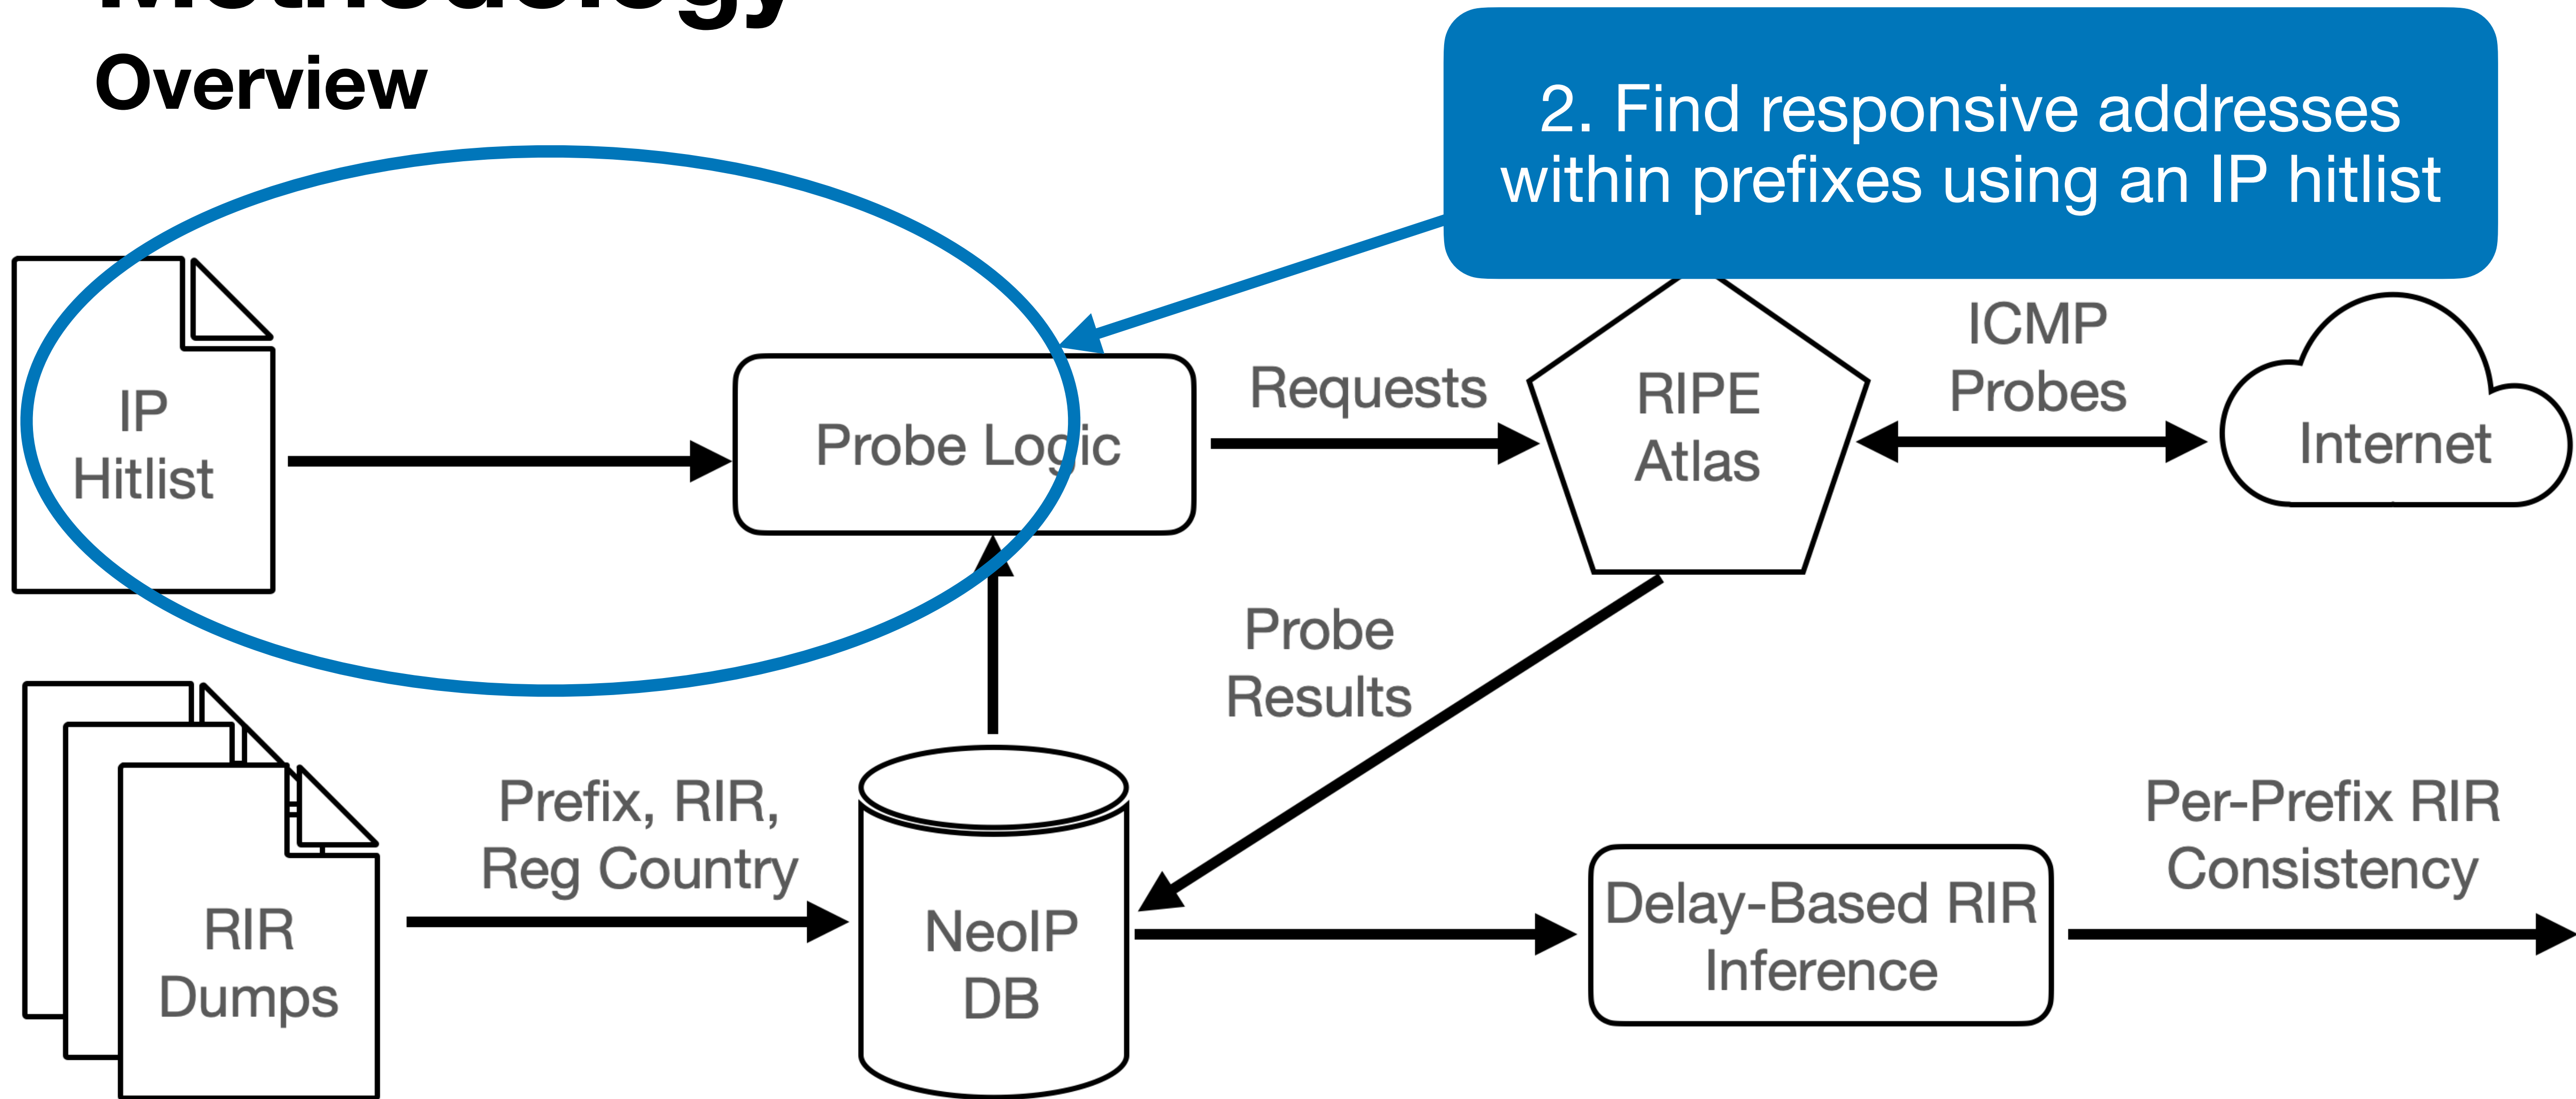 Methodology
Overview
2. Find responsive addresses
within prefixes using an IP hitlist
IP
Hitlist
Probe Logic
Requests
RIPE
Atlas
ICMP
Probes
Internet
Probe
Results
RIR
Dumps
Prefix, RIR,
Reg Country
NeoIP
DB
Delay-Based RIR
Inference
Per-Prefix RIR
Consistency